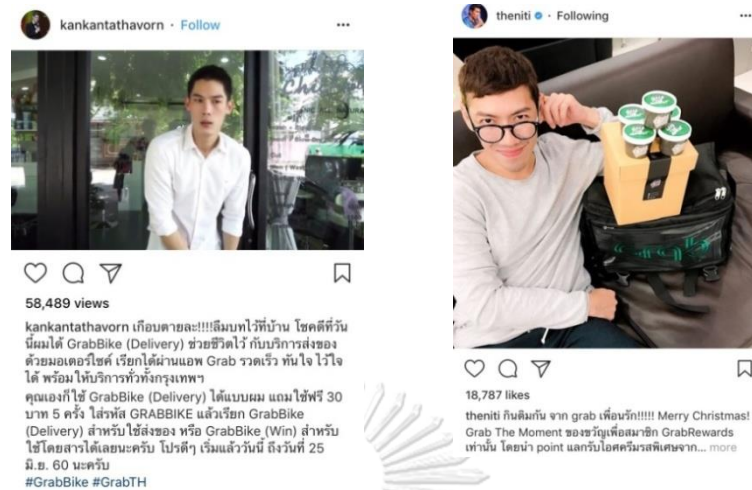 kankantathavorn · Follow
58,489 views
kankantathavorn เกือบตายละ!!!!ลืมบทไว้ที่บ้าน โชคดีที่วัน
นี้ผมได้ GrabBike (Delivery) ช่วยชีวิตไว้ กับบริการส่งของ
ด้วยมอเตอร์ไซค์ เรียกได้ผ่านแอพ Grab รวดเร็ว ทันใจ ไว้ใจ
ได้ พร้อมให้บริการทั่วทั้งกรุงเทพฯ
คุณเองก็ใช้ GrabBike (Delivery) ได้แบบผม แถมใช้ฟรี 30
บาท 5 ครั้ง ใส่รหัส GRABBIKE แล้วเรียก GrabBike
(Delivery) สำหรับใช้ส่งของ หรือ GrabBike (Win) สำหรับ
ใช้โดยสารได้เลยนะครับ โปรดีๆ เริ่มแล้ววันนี้ ถึงวันที่ 25
มิ.ย. 60 นะครับ
#GrabBike #GrabTH
theniti · Following
18,787 likes
theniti กินติมกัน จาก grab เพื่อนรัก!!!!! Merry Christmas!
Grab The Moment ของขวัญเพื่อสมาชิก GrabRewards
เท่านั้น โดยนำ point แลกรับไอศครีมรสพิเศษจาก... more